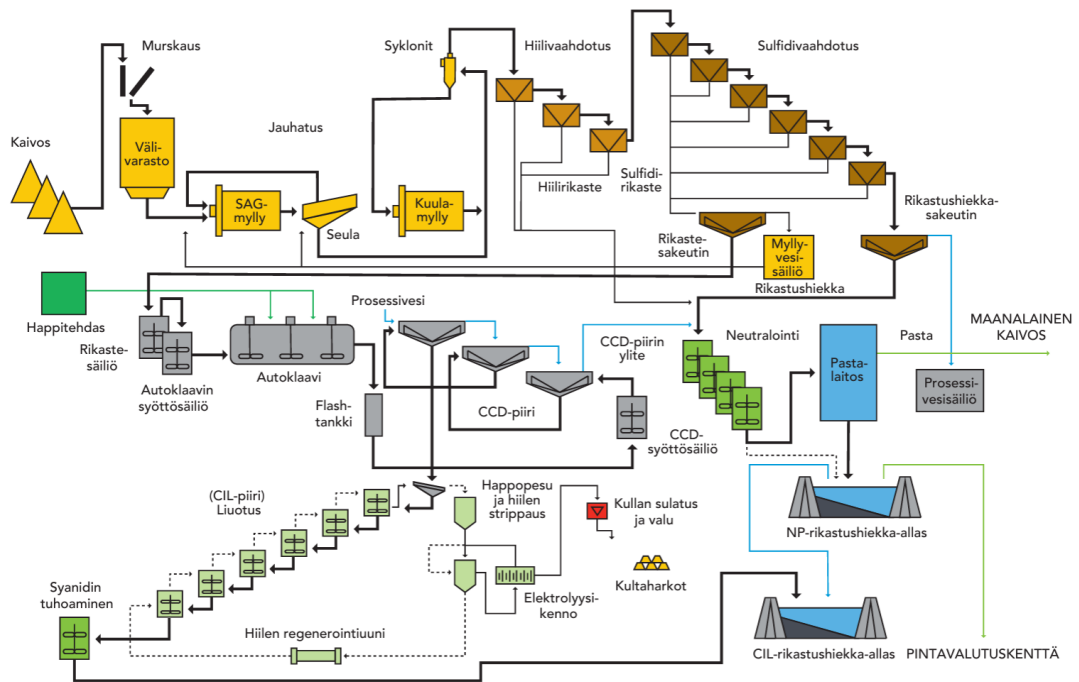 Murskaus
Syklonit
Hiilivaahdotus
Sulfidivaahdotus
Kaivos
Väli-
varasto
Jauhatus
SAG-
mylly
Seula
Kuula-
mylly
Hiilirikaste
Sulfidi-
rikaste
Rikaste-
sakeutin
Mylly-
vesi-
säiliö
Rikastushiekka-
sakeutin
Rikastushiekka
Happitehdas
Rikaste-
säiliö
Autoklaavin
syöttösäiliö
Autoklaavi
Prosessivesi
Flash-
tankki
CCD-piiri
CCD-piirin
ylite
CCD-
syöttösäiliö
Neutralointi
Pasta-
laitos
Pasta
MAANALAINEN
KAIVOS
Prosessi-
vesisäiliö
(CIL-piiri)
Liuotus
Happopesu
ja hiilen
strippaus
Kullan sulatus
ja valu
NP-rikastushiekka-allas
Syanidin
tuhoaminen
Elektrolyysi-
kenno
Kultaharkot
Hiilen regenerointiuuni
CIL-rikastushiekka-allas
PINTAVALUTUSKENTTÄ